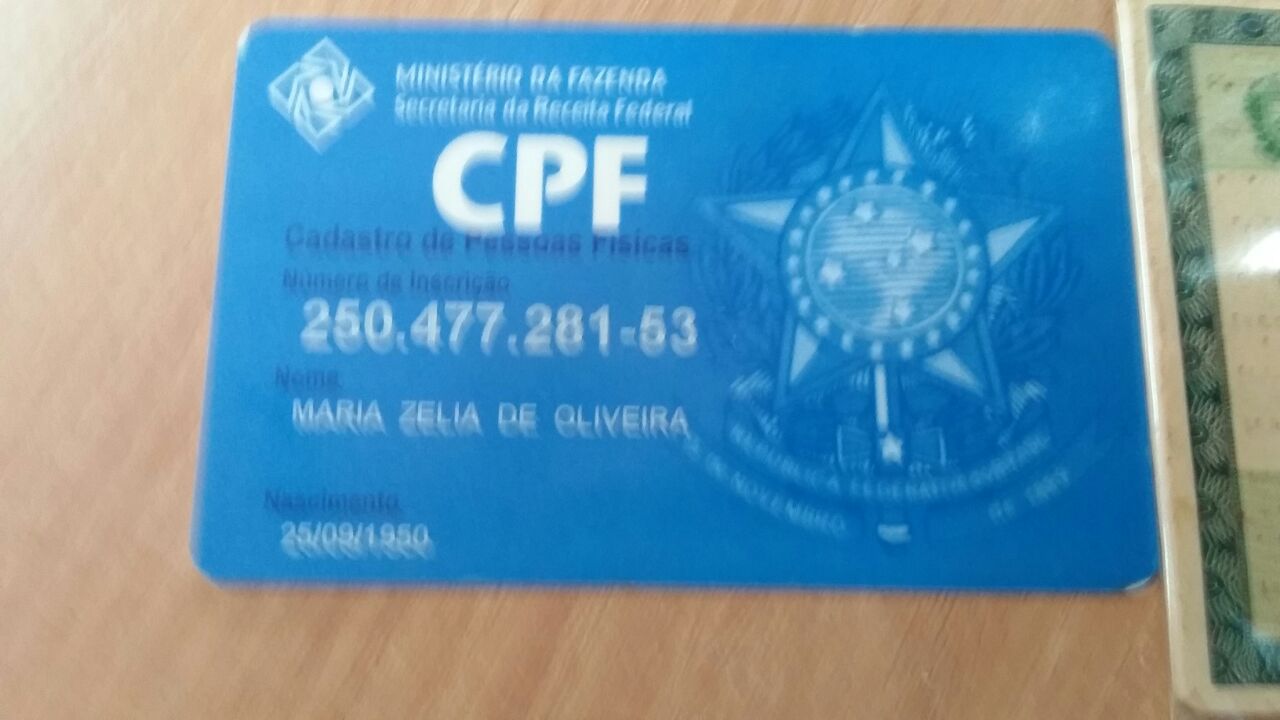 MINISTÉRIO DA FAZENDA
Secretaria da Receita Federal
CPF
Cadastro de Pessoas Físicas
Número de Inscrição
250.477.281-53
Nome
MARIA ZELIA DE OLIVEIRA
Nascimento
25/09/1950